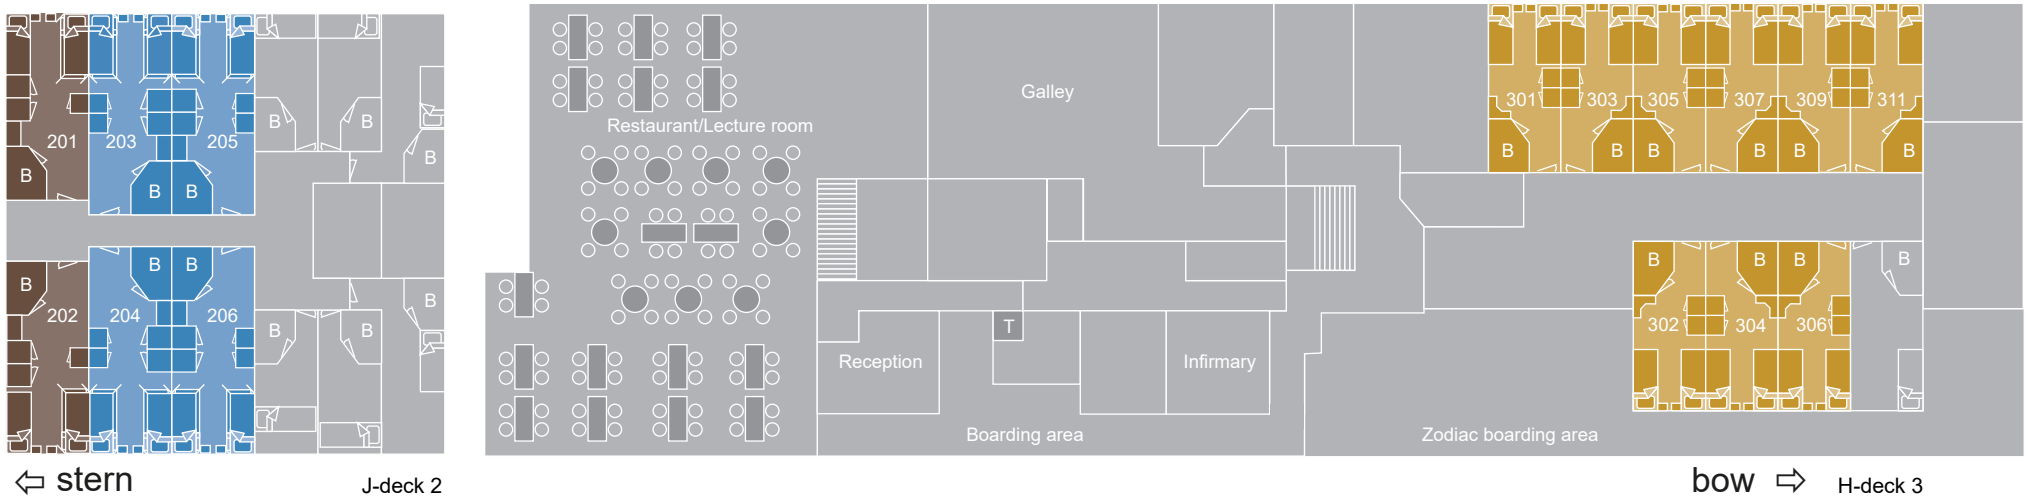 Galley
301 303 305 307 309 311
Restaurant/Lecture room
B B B
201 203 205
B B B B B B
B B B
B B B B
B B B B
202 204 206
302 304 306
B B
T
Reception
Infirmary
Boarding area
Zodiac boarding area
stern
J-deck 2
bow
H-deck 3